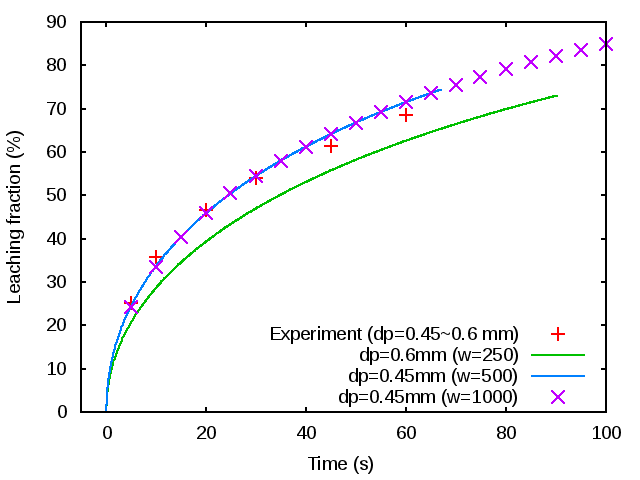 90
80
70
60
50
40
30
20
10
0
Leaching fraction (%)
Experiment (dp=0.45~0.6 mm)
dp=0.6mm (w=250)
dp=0.45mm (w=500)
dp=0.45mm (w=1000)
0 20 40 60 80 100
Time (s)